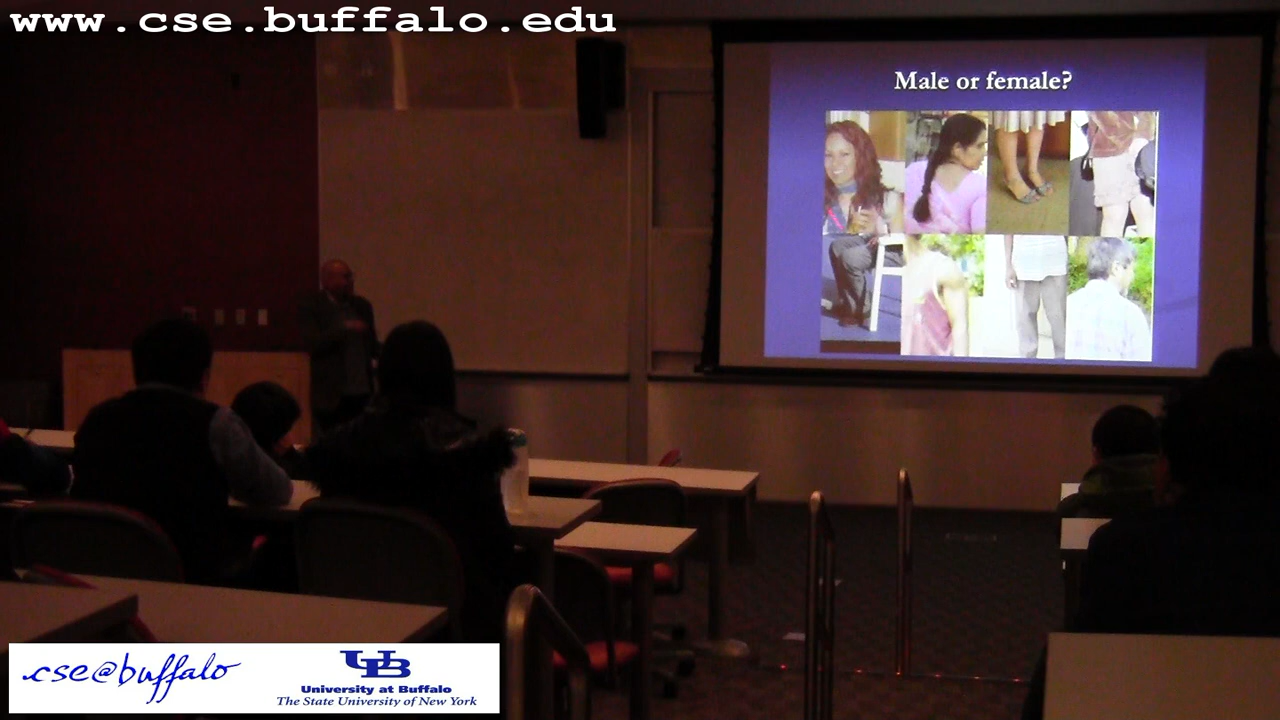 www.cse.buffalo.edu
Male or female?
cse@buffalo
UB
University at Buffalo
The State University of New York